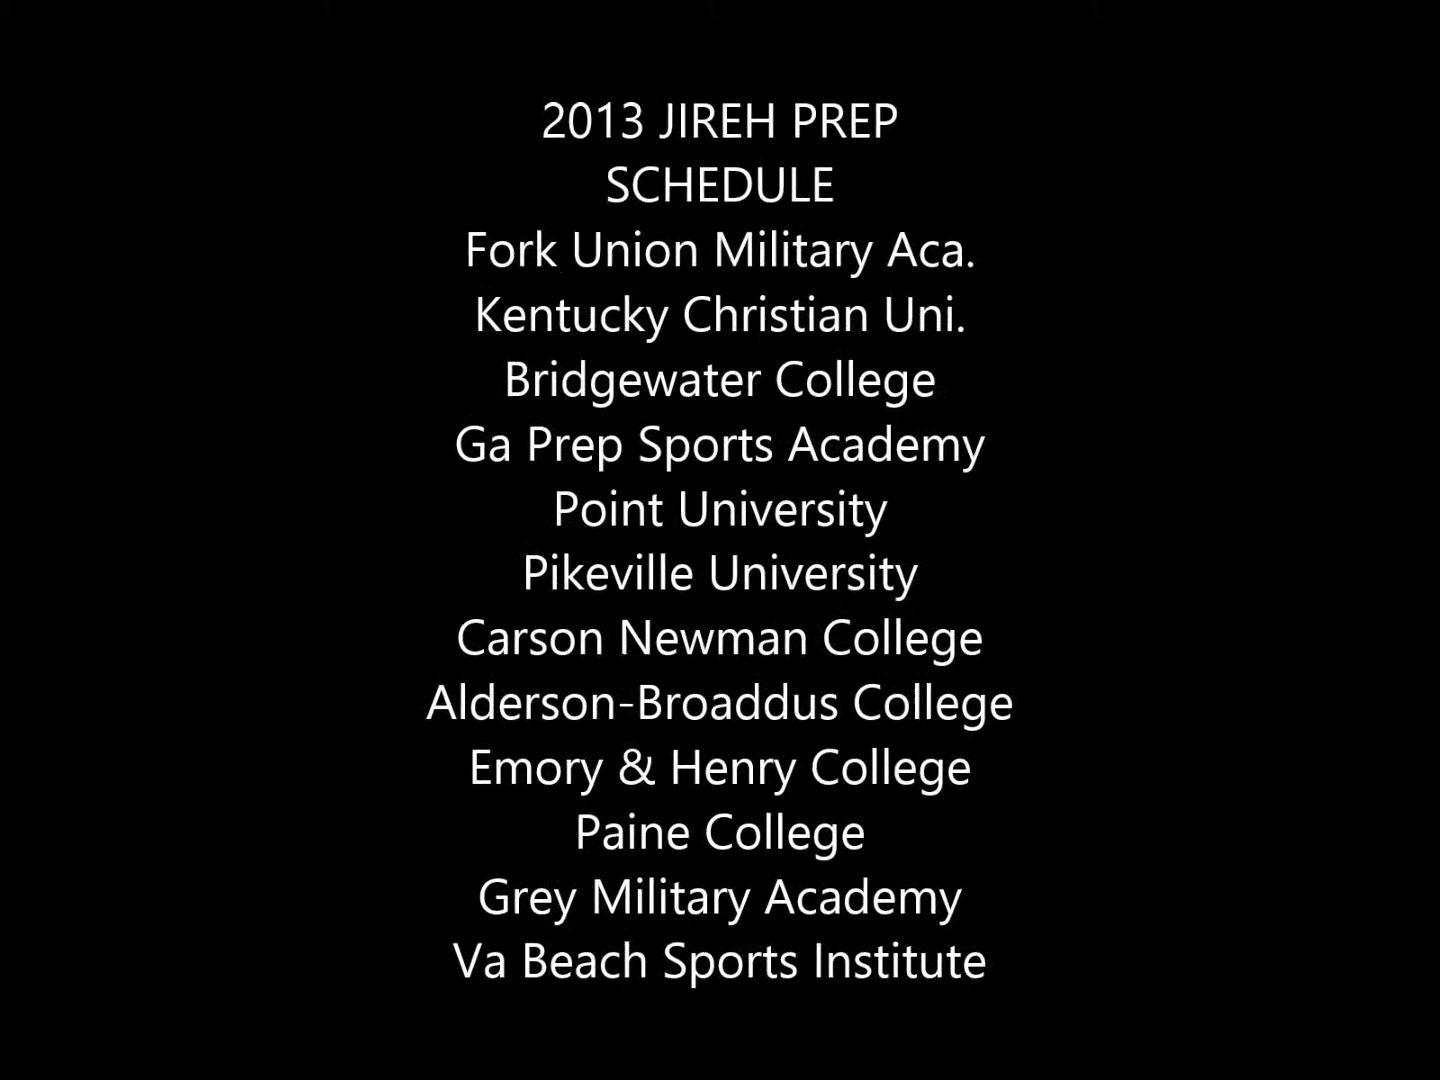 2013 JIREH PREP
SCHEDULE
Fork Union Military Aca.
Kentucky Christian Uni.
Bridgewater College
Ga Prep Sports Academy
Point University
Pikeville University
Carson Newman College
Alderson-Broaddus College
Emory & Henry College
Paine College
Grey Military Academy
Va Beach Sports Institute